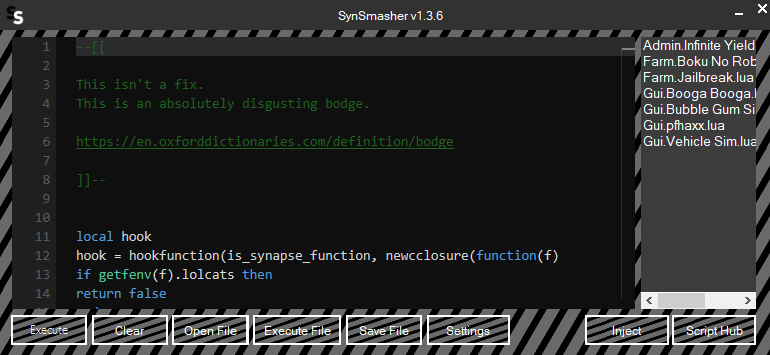 SS
SynSmasher v1.3.6
1 --[[
2
3 This isn't a fix.
4 This is an absolutely disgusting bodge.
5
6 https://en.oxforddictionaries.com/definition/bodge
7
8 ]]--
9
10
11 local hook
12 hook = hookfunction(is_synapse_function, newcclosure(function(f)
13 if getfenv(f).lolcats then
14 return false
Admin.Infinite Yield
Farm.Boku No Rob
Farm.Jailbreak.lua
Gui.Booga Booga.l
Gui.Bubble Gum Si
Gui.pfhaxx.lua
Gui.Vehicle Sim.lua
Execute
Clear
Open File
Execute File
Save File
Settings
Inject
Script Hub